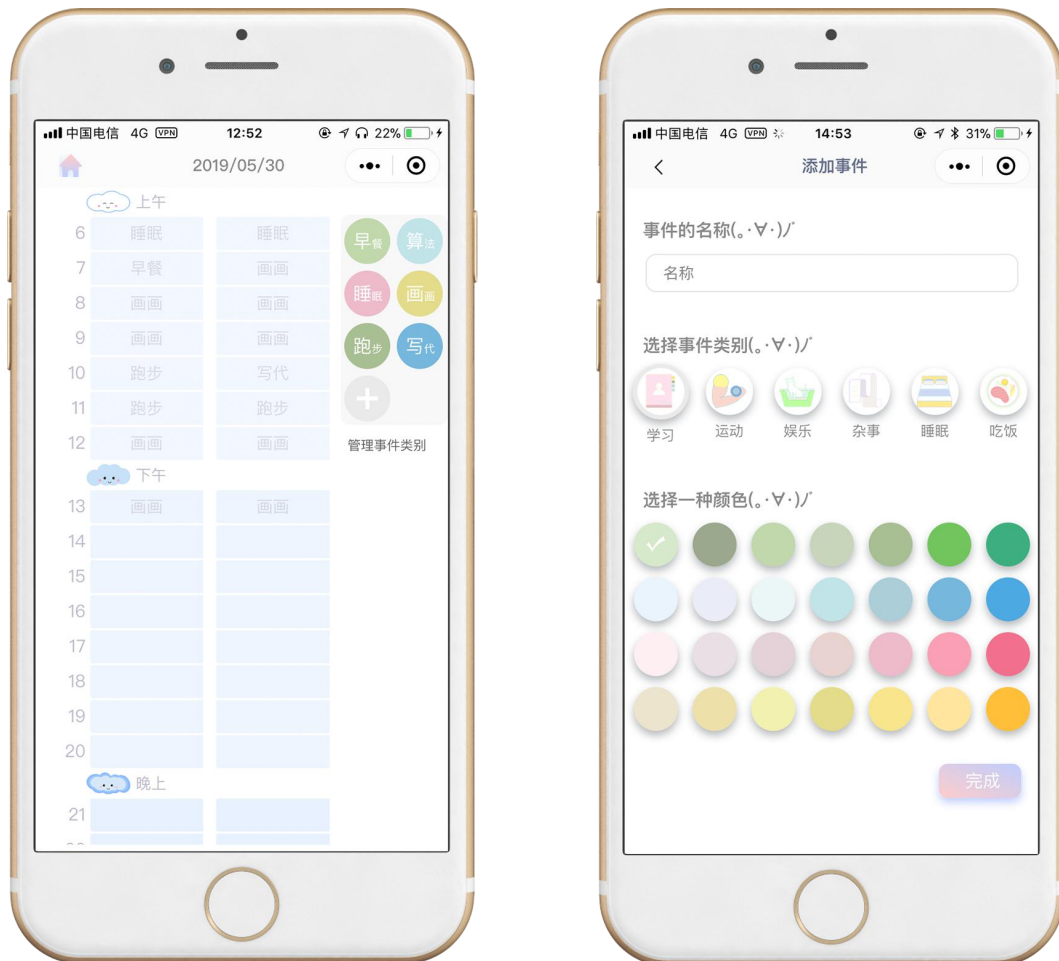 中国电信 4G VPN 12:52 22%
2019/05/30
上午
6 睡眠 睡眠
7 早餐 画画
8 画画 画画
9 画画 画画
10 跑步 写代
11 跑步 跑步
12 画画 画画
下午
13 画画 画画
14
15
16
17
18
19
20
晚上
21
早餐 算法
睡眠 画画
跑步 写代
+
管理事件类别
中国电信 4G VPN 14:53 31%
添加事件
事件的名称(｡･∀･)ﾉﾞ
名称
选择事件类别(｡･∀･)ﾉﾞ
学习 运动 娱乐 杂事 睡眠 吃饭
选择一种颜色(｡･∀･)ﾉﾞ
完成